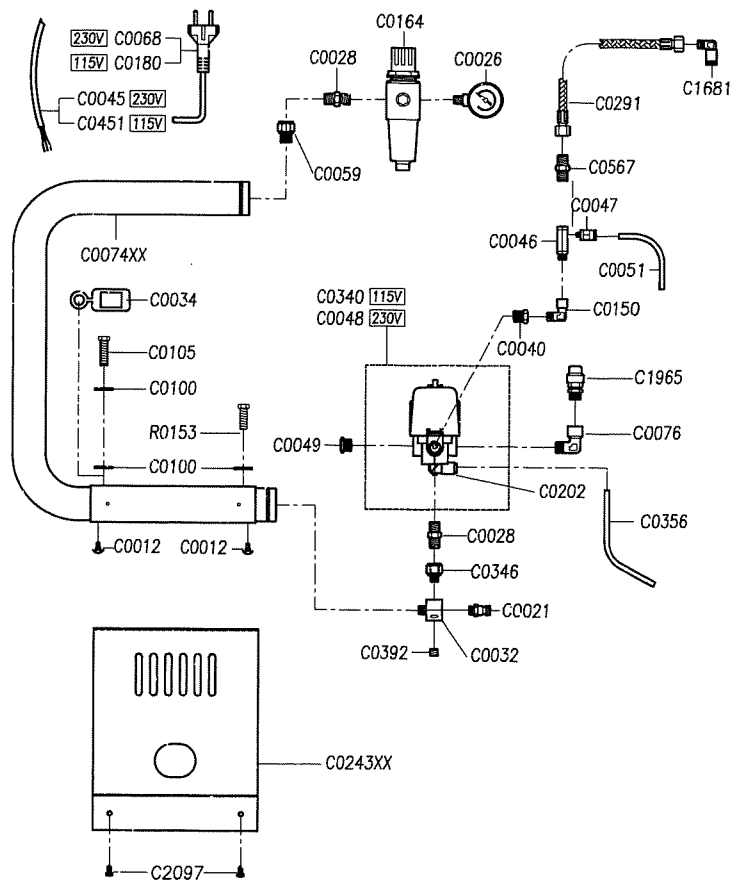 230V C0068
115V C0180
C0045 230V
C0451 115V
C0164
C0028
C0026
C0059
C1681
C0291
C0567
C0047
C0046
C0051
C0074XX
C0034
C0340 115V
C0048 230V
C0150
C0040
C0105
C0100
R0153
C0100
C1965
C0049
C0076
C0202
C0356
C0012
C0012
C0028
C0346
C0021
C0392
C0032
C0243XX
C2097